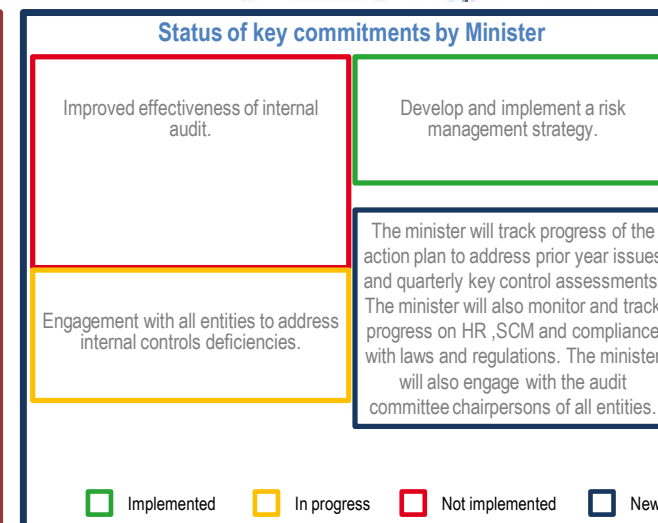 Status of key commitments by Minister
Improved effectiveness of internal
audit.
Develop and implement a risk
management strategy.
Engagement with all entities to address
internal controls deficiencies.
The minister will track progress of the
action plan to address prior year issues
and quarterly key control assessments
The minister will also monitor and track
progress on HR ,SCM and compliance
with laws and regulations. The minister
will also engage with the audit
committee chairpersons of all entities.
Implemented
In progress
Not implemented
New